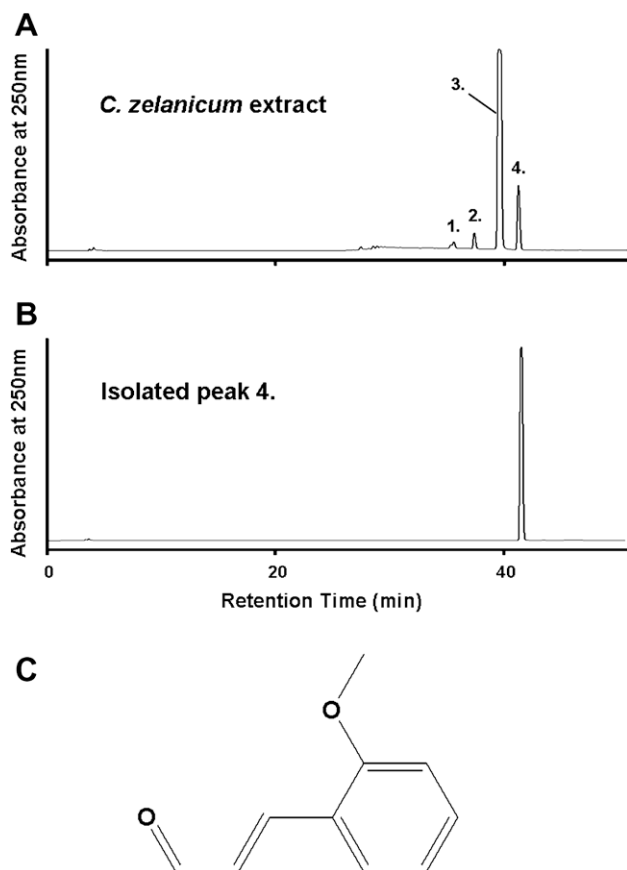 A
Absorbance at 250nm
C. zelanicum extract
1.
2.
3.
4.
B
Absorbance at 250nm
Isolated peak 4.
0
20
40
Retention Time (min)
C
O
O